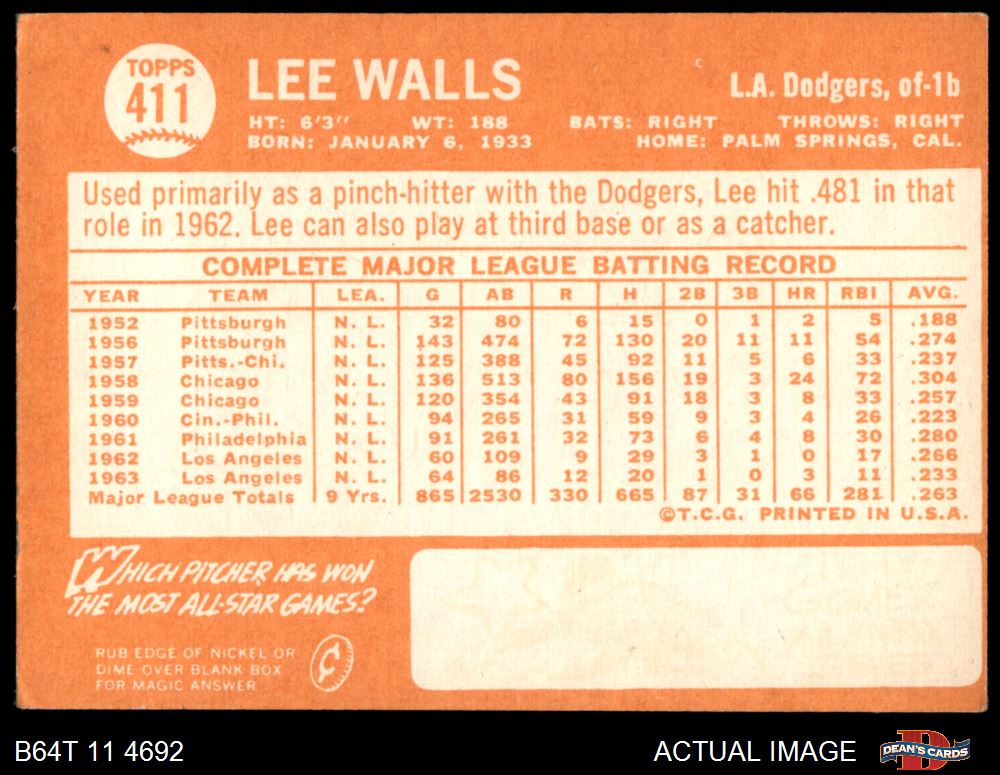 TOPPS
411
LEE WALLS
L.A. Dodgers, of-1b
HT: 6'3" WT: 188 BATS: RIGHT THROWS: RIGHT
BORN: JANUARY 6, 1933 HOME: PALM SPRINGS, CAL.
Used primarily as a pinch-hitter with the Dodgers, Lee hit .481 in that
role in 1962. Lee can also play at third base or as a catcher.
COMPLETE MAJOR LEAGUE BATTING RECORD
YEAR TEAM LEA. G AB R H 2B 3B HR RBI AVG.
1952 Pittsburgh N. L. 32 80 6 15 0 1 2 5 .188
1956 Pittsburgh N. L. 143 474 72 130 20 11 11 54 .274
1957 Pitts.-Chi. N. L. 125 388 45 92 11 5 6 33 .237
1958 Chicago N. L. 136 513 80 156 19 3 24 72 .304
1959 Chicago N. L. 120 354 43 91 18 3 8 33 .257
1960 Cin.-Phil. N. L. 94 265 31 59 9 3 4 26 .223
1961 Philadelphia N. L. 91 261 32 73 6 4 8 30 .280
1962 Los Angeles N. L. 60 109 9 29 3 1 0 17 .266
1963 Los Angeles N. L. 64 86 12 20 1 0 3 11 .233
Major League Totals 9 Yrs. 865 2530 330 665 87 31 66 281 .263
©T.C.G. PRINTED IN U.S.A.
WHICH PITCHER HAS WON
THE MOST ALL-STAR GAMES?
RUB EDGE OF NICKEL OR
DIME OVER BLANK BOX
FOR MAGIC ANSWER
¢
B64T 11 4692
ACTUAL IMAGE
D
DEAN'S CARDS